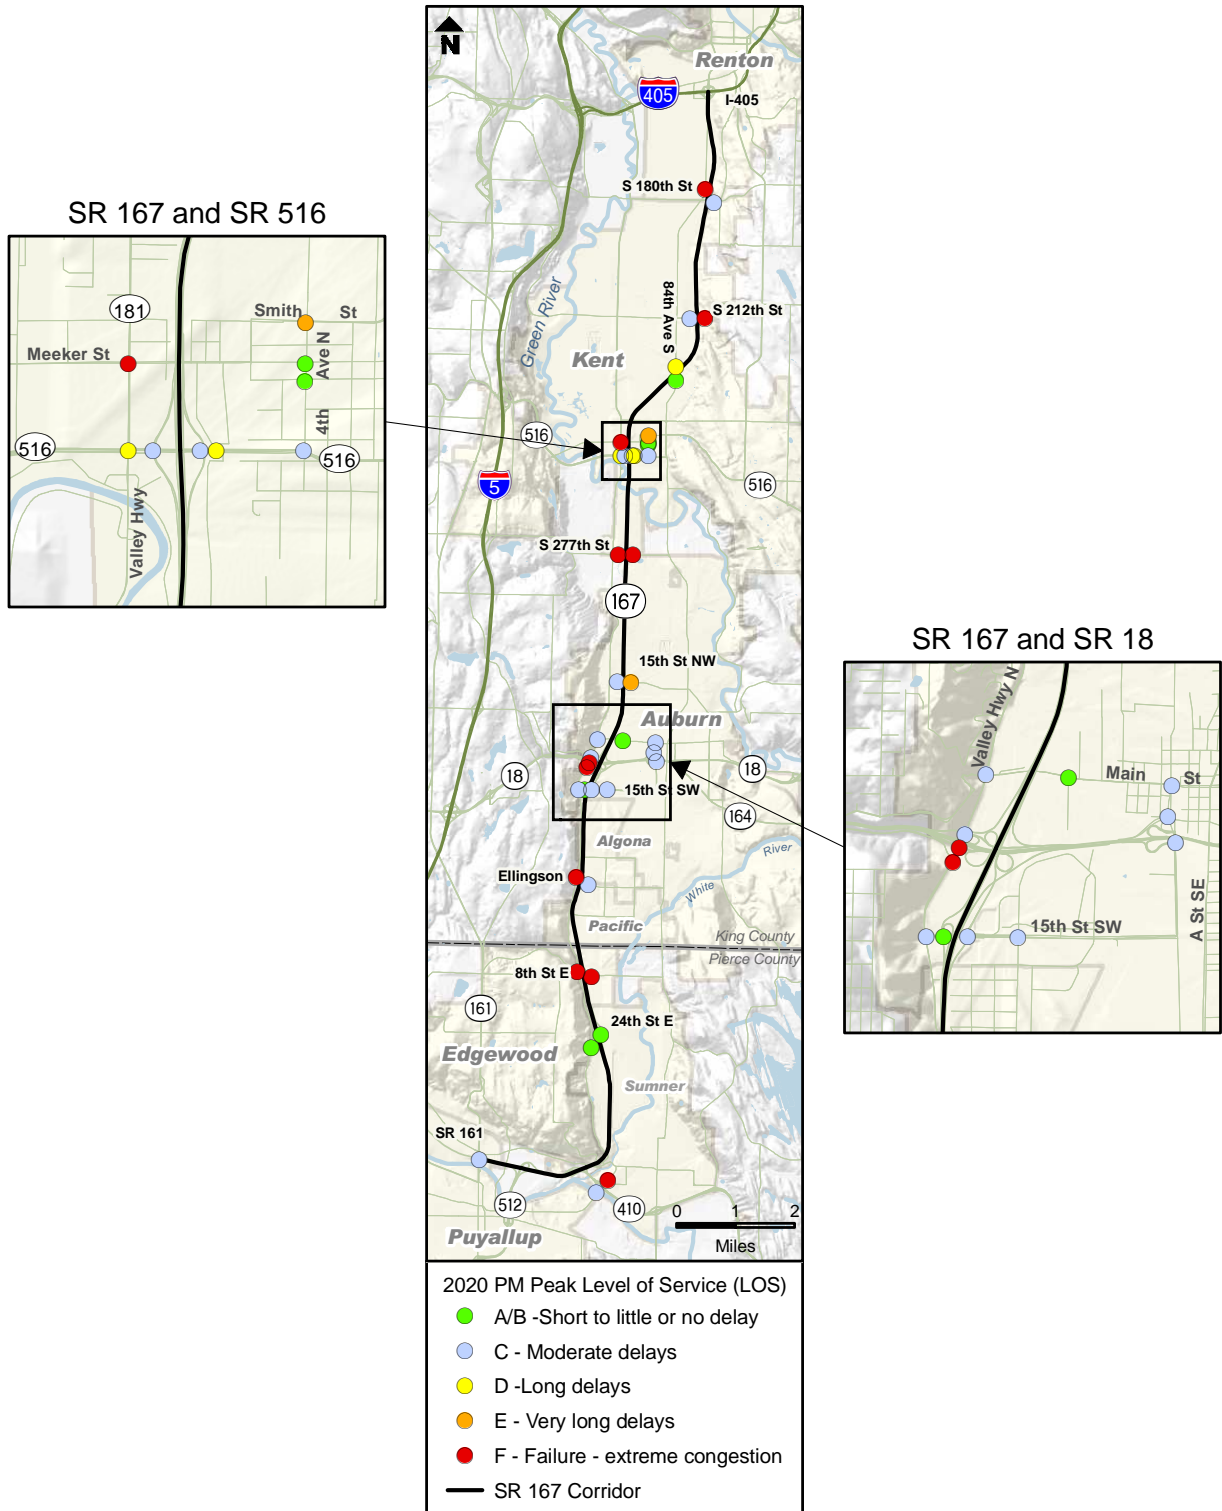 N
Renton
405
I-405
S 180th St
84th Ave S
S 212th St
Green River
Kent
516
516
5
S 277th St
167
15th St NW
Auburn
18
18
15th St SW
164
Algona
River
White
Ellingson
Pacific
King County
Pierce County
8th St E
161
24th St E
Edgewood
Sumner
SR 161
512
410
Puyallup
0 1 2
Miles
SR 167 and SR 516
181
Smith St
Meeker St
4th Ave N
516
516
Valley Hwy
SR 167 and SR 18
Valley Hwy N
Main St
15th St SW
A St SE
2020 PM Peak Level of Service (LOS)
A/B -Short to little or no delay
C - Moderate delays
D -Long delays
E - Very long delays
F - Failure - extreme congestion
SR 167 Corridor